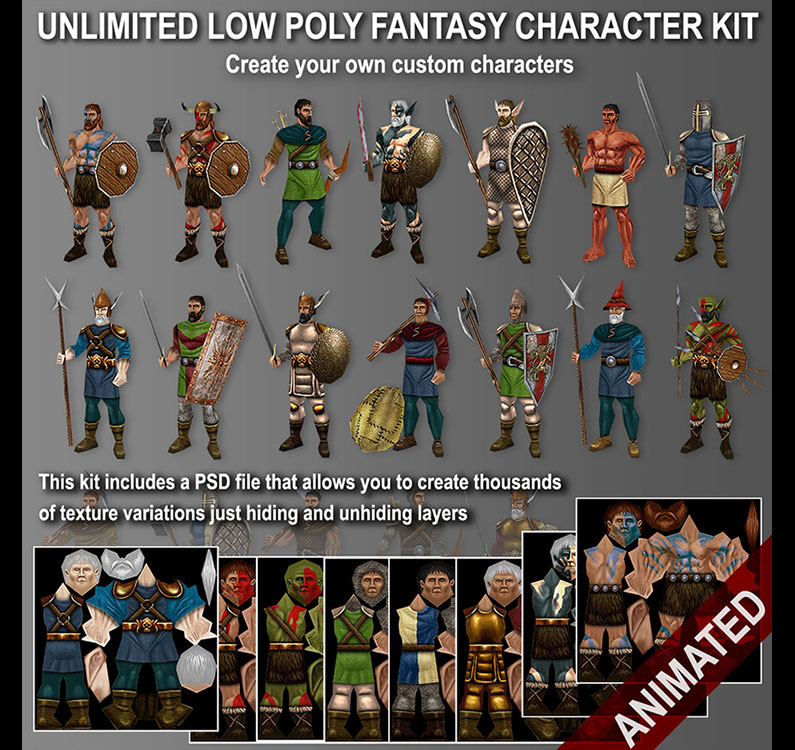 UNLIMITED LOW POLY FANTASY CHARACTER KIT
Create your own custom characters
This kit includes a PSD file that allows you to create thousands
of texture variations just hiding and unhiding layers
ANIMATED